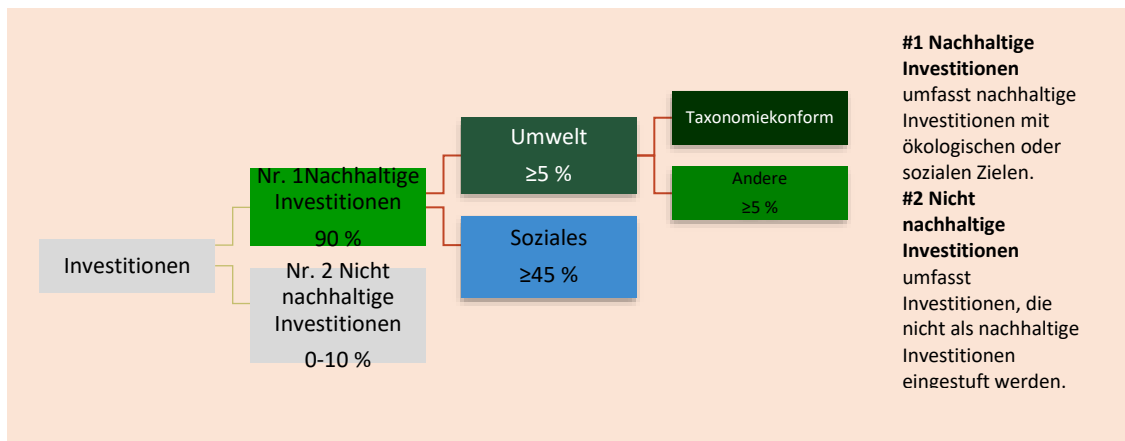 Investitionen
Nr. 1Nachhaltige
Investitionen
90 %
Nr. 2 Nicht
nachhaltige
Investitionen
0-10 %
Umwelt
≥5 %
Soziales
≥45 %
Taxonomiekonform
Andere
≥5 %
#1 Nachhaltige
Investitionen
umfasst nachhaltige
Investitionen mit
ökologischen oder
sozialen Zielen.
#2 Nicht
nachhaltige
Investitionen
umfasst
Investitionen, die
nicht als nachhaltige
Investitionen
eingestuft werden.